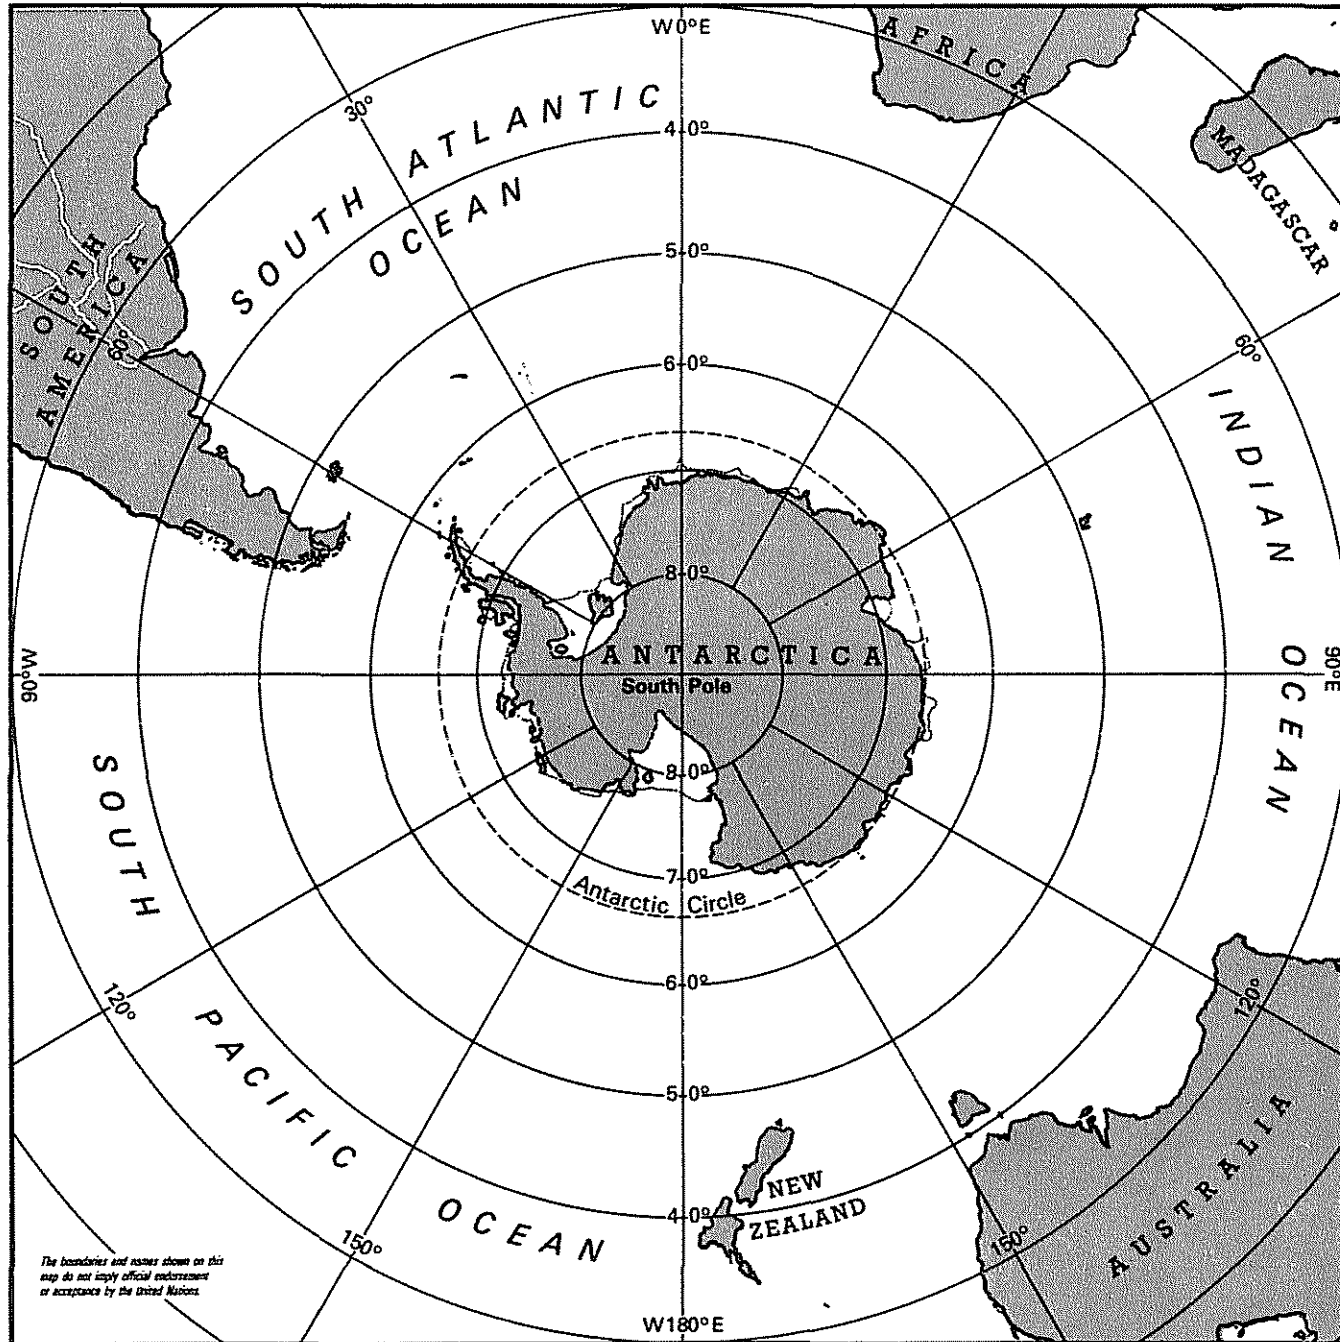 W0°E
AFRICA
30°
SOUTH ATLANTIC
OCEAN
40°
MADAGASCAR
50°
SOUTH
AMERICA
60°
60°
60°
INDIAN
OCEAN
80°
ANTARCTICA
South Pole
90°W
90°E
80°
70°
Antarctic Circle
60°
SOUTH
PACIFIC
OCEAN
120°
120°
50°
NEW
ZEALAND
40°
AUSTRALIA
150°
150°
The boundaries and names shown on this
map do not imply official endorsement
or acceptance by the United Nations.
W180°E